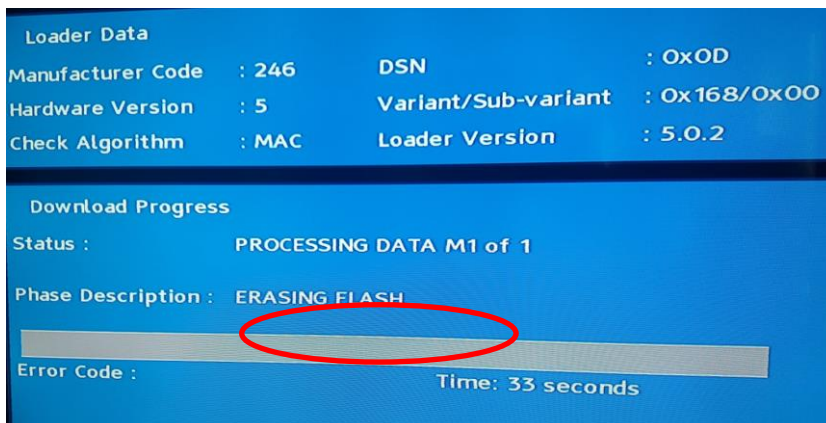 Loader Data
Manufacturer Code : 246 DSN : 0x0D
Hardware Version : 5 Variant/Sub-variant : 0x168/0x00
Check Algorithm : MAC Loader Version : 5.0.2
Download Progress
Status : PROCESSING DATA M1 of 1
Phase Description : ERASING FLASH
Error Code : Time: 33 seconds